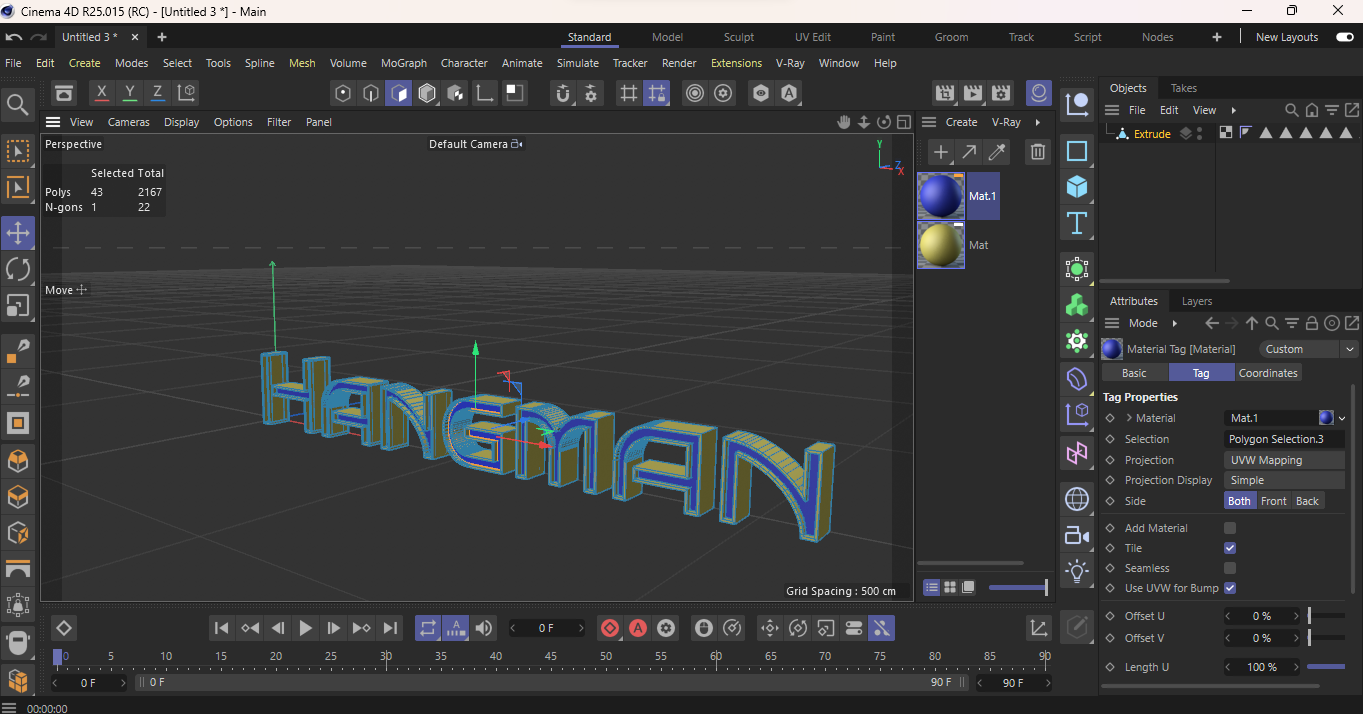 Cinema 4D R25.015 (RC) - [Untitled 3 *] - Main
Untitled 3 *
Standard Model Sculpt UV Edit Paint Groom Track Script Nodes New Layouts
File Edit Create Modes Select Tools Spline Mesh Volume MoGraph Character Animate Simulate Tracker Render Extensions V-Ray Window Help
X Y Z
View Cameras Display Options Filter Panel
Perspective
Default Camera
Selected Total
Polys 43 2167
N-gons 1 22
Y
Z
X
Move
HANGMAN
Grid Spacing : 500 cm
Create V-Ray
Mat.1
Mat
Objects Takes
File Edit View
Extrude
Attributes Layers
Mode
Material Tag [Material]
Custom
Basic Tag Coordinates
Tag Properties
Material Mat.1
Selection Polygon Selection.3
Projection UVW Mapping
Projection Display Simple
Side Both Front Back
Add Material
Tile
Seamless
Use UVW for Bump
Offset U 0 %
Offset V 0 %
Length U 100 %
0 F
0 5 10 15 20 25 30 35 40 45 50 55 60 65 70 75 80 85 90
0 F 0 F 90 F 90 F
00:00:00